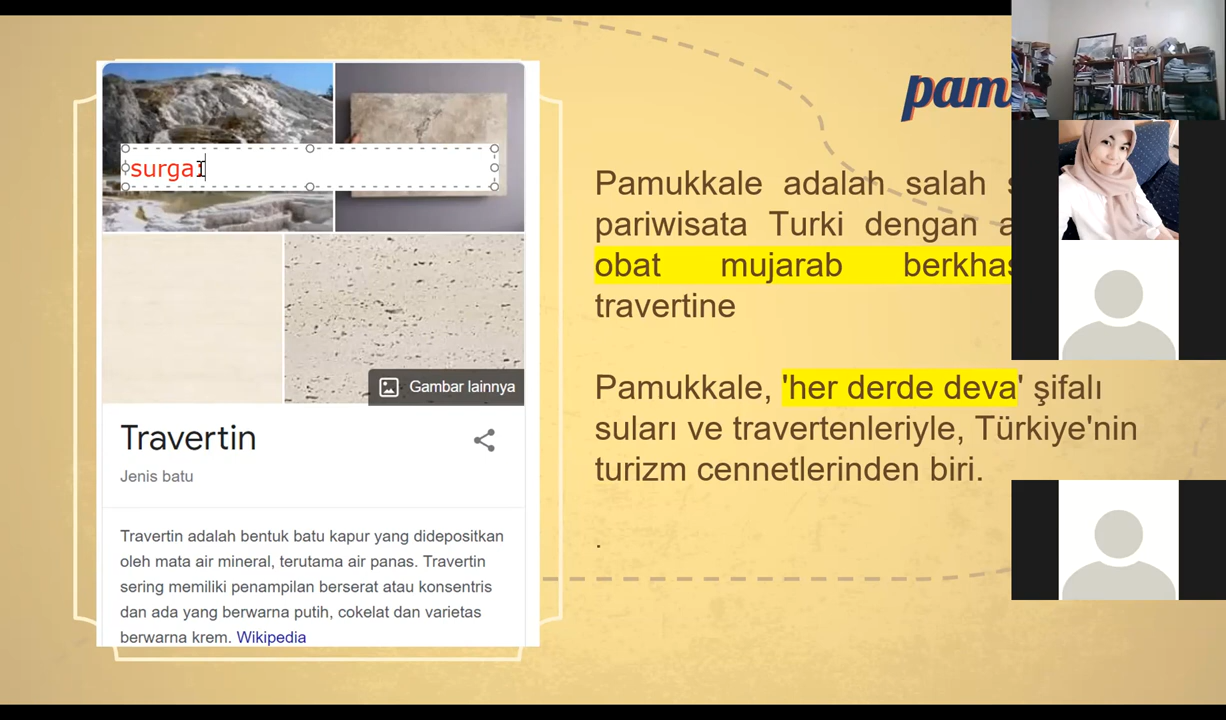 pam
surga
Pamukkale adalah salah
pariwisata Turki dengan
obat mujarab
travertine
Pamukkale, 'her derde deva' şifalı
suları ve travertenleriyle, Türkiye'nin
turizm cennetlerinden biri.
.
Gambar lainnya
Travertin
Jenis batu
Travertin adalah bentuk batu kapur yang didepositkan
oleh mata air mineral, terutama air panas. Travertin
sering memiliki penampilan berserat atau konsentris
dan ada yang berwarna putih, cokelat dan varietas
berwarna krem. Wikipedia